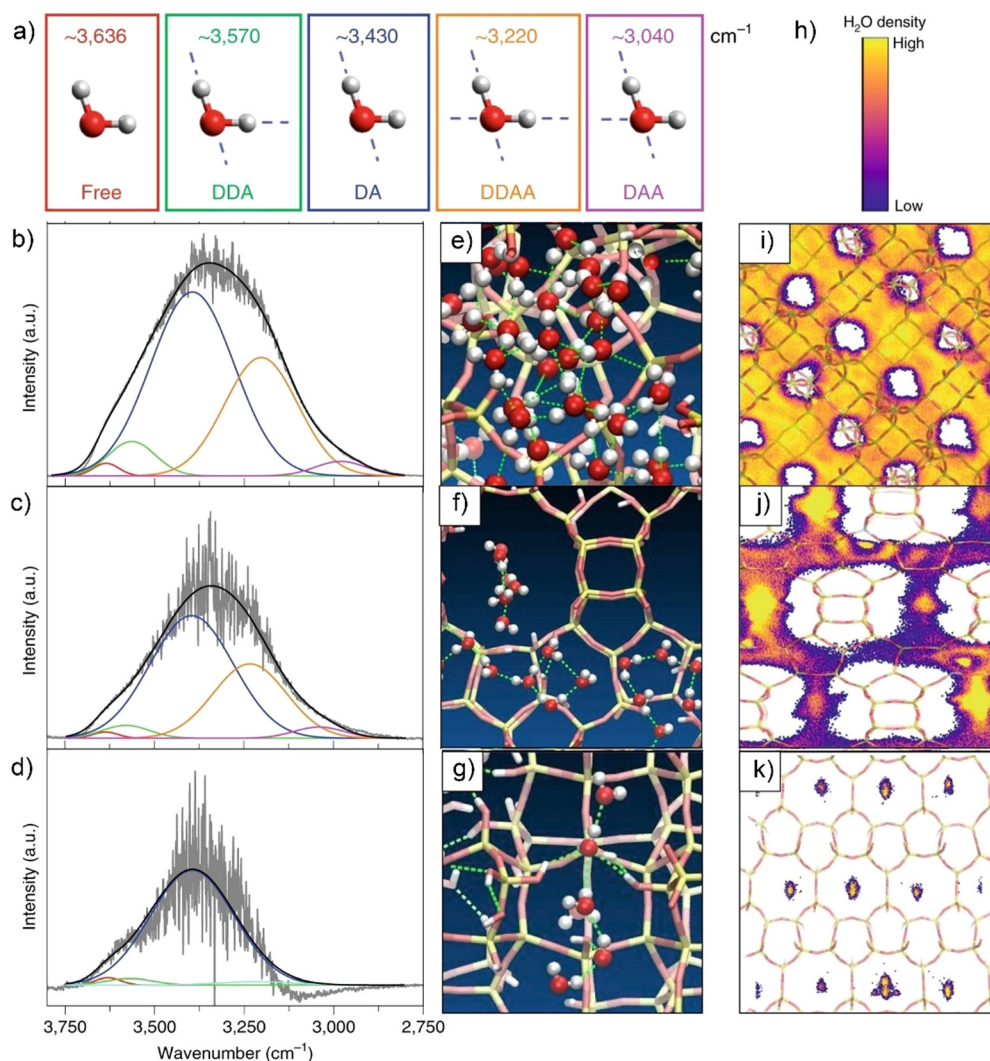 a)
~3,636
~3,570
~3,430
~3,220
~3,040
cm⁻¹
Free
DDA
DA
DDAA
DAA
h)
H₂O density
High
Low
b)
Intensity (a.u.)
e)
i)
c)
Intensity (a.u.)
f)
j)
d)
Intensity (a.u.)
g)
k)
3,750
3,500
3,250
3,000
2,750
Wavenumber (cm⁻¹)